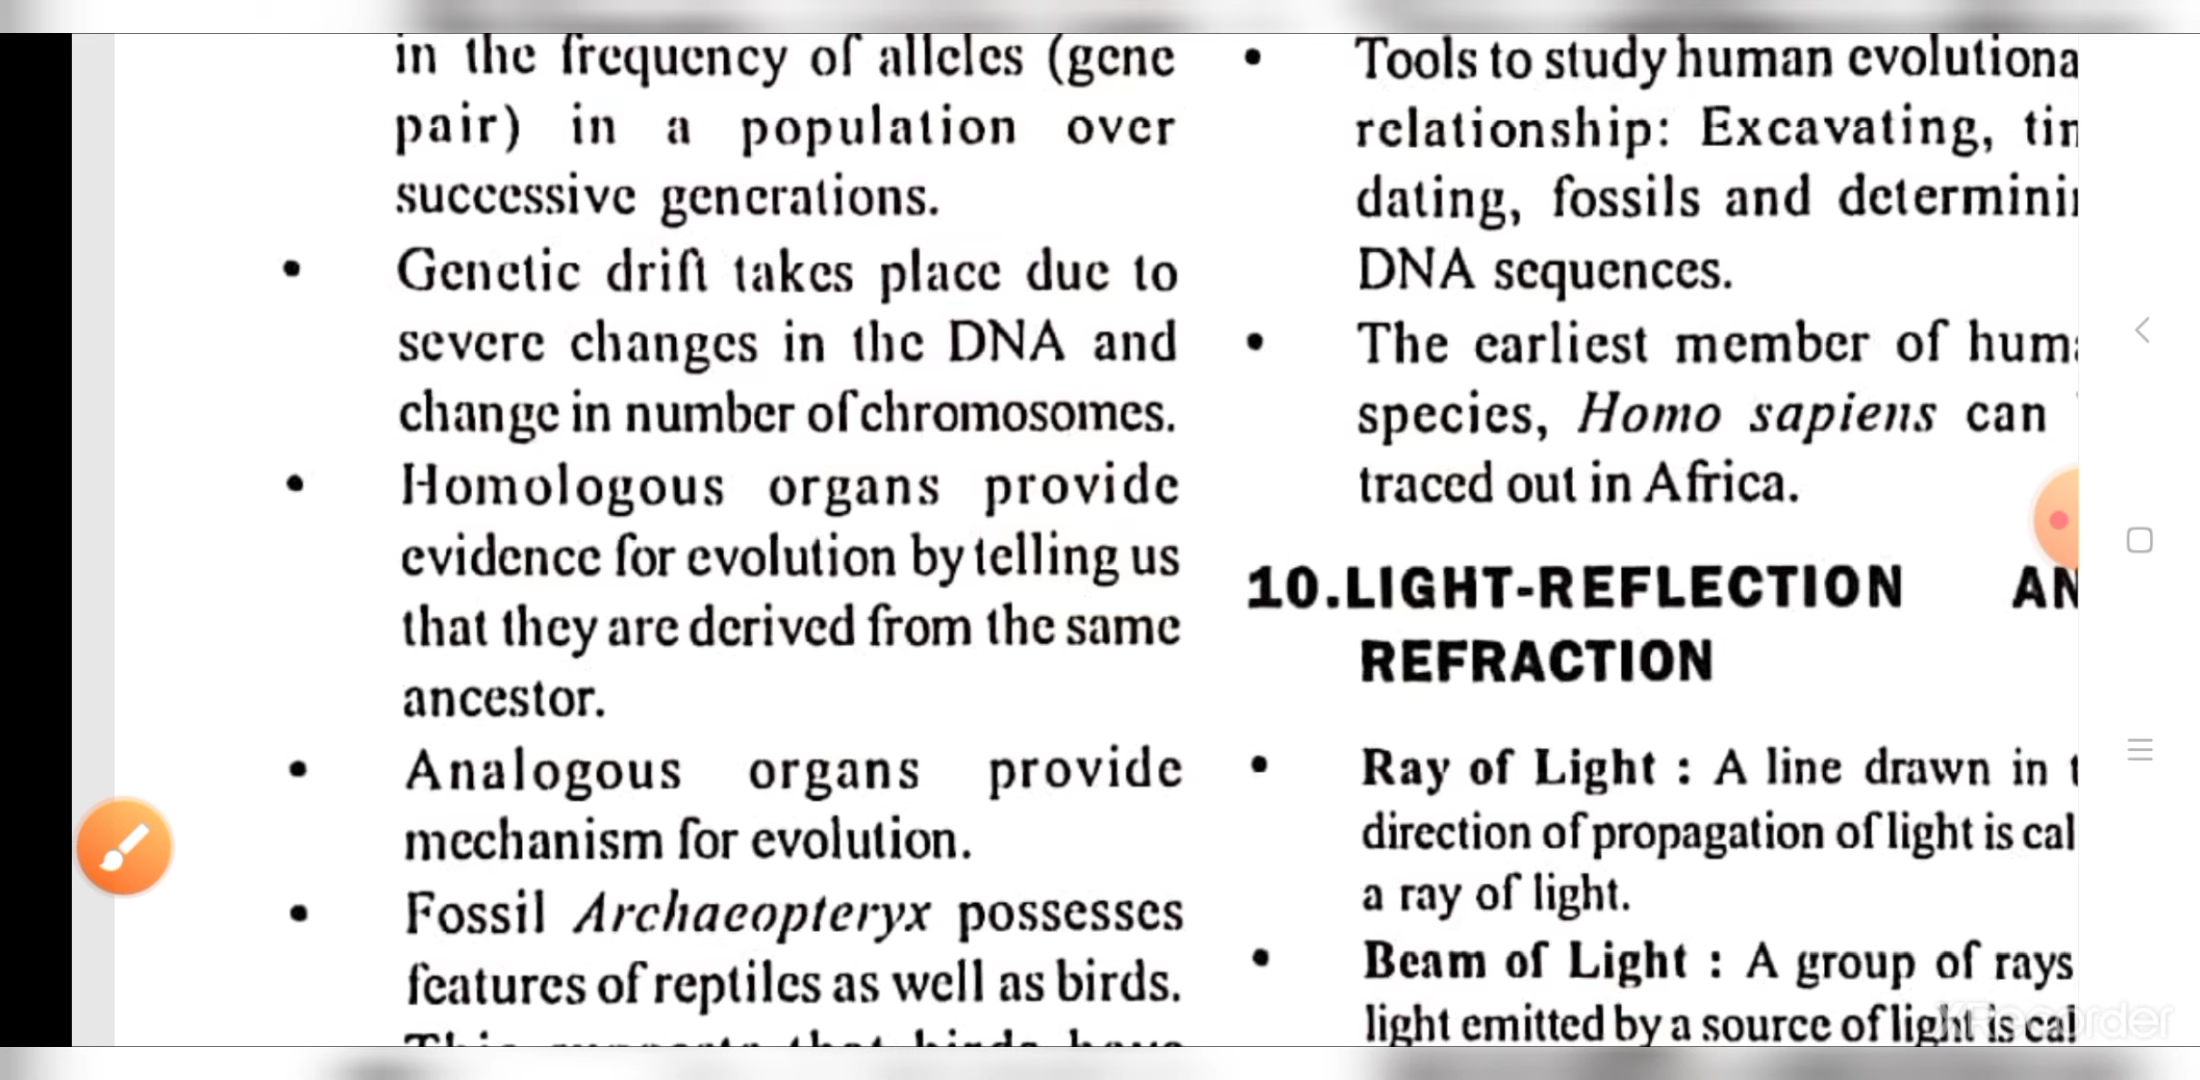 in the frequency of alleles (gene
pair) in a population over
successive generations.
• Genetic drift takes place due to
severe changes in the DNA and
change in number of chromosomes.
• Homologous organs provide
evidence for evolution by telling us
that they are derived from the same
ancestor.
• Analogous organs provide
mechanism for evolution.
• Fossil Archaeopteryx possesses
features of reptiles as well as birds.
This supports that birds have
• Tools to study human evolutiona
relationship: Excavating,
dating, fossils and determini
DNA sequences.
• The earliest member of hum
species, Homo sapiens can
traced out in Africa.
10.LIGHT-REFLECTION AN
REFRACTION
• Ray of Light : A line drawn in t
direction of propagation of light is cal
a ray of light.
• Beam of Light : A group of rays
light emitted by a source of light is cal
XRecorder